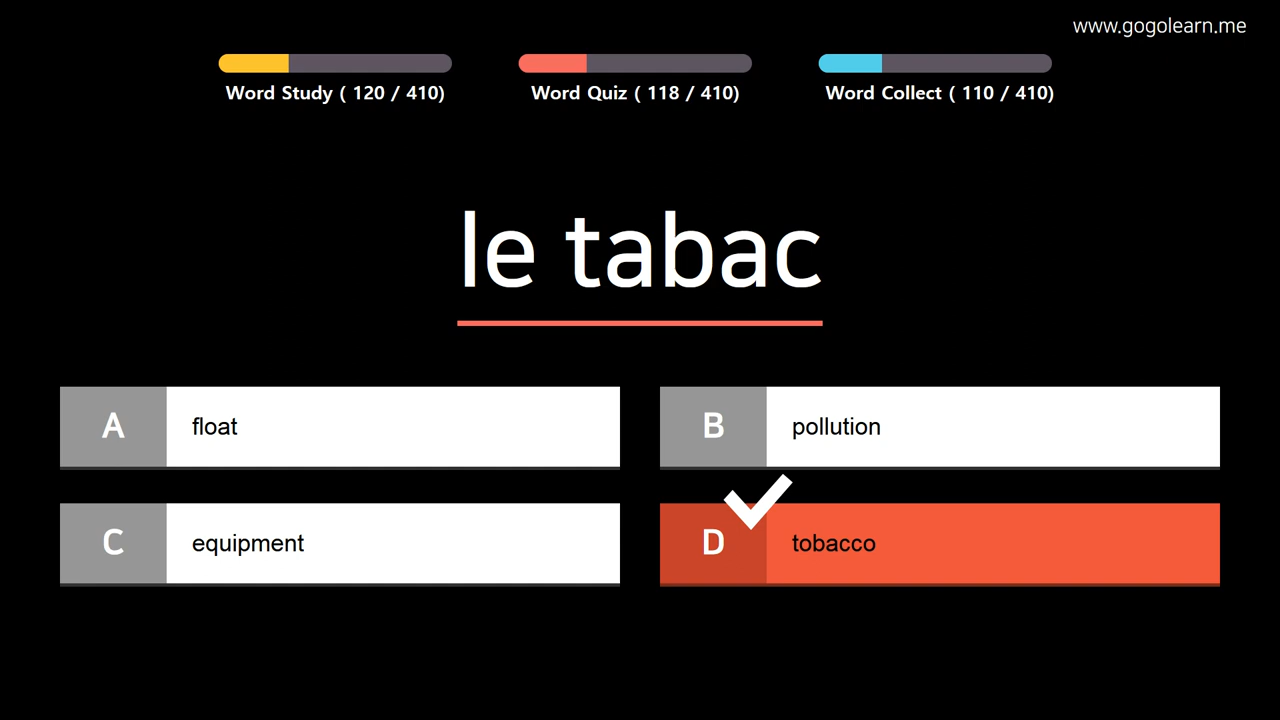 www.gogolearn.me
Word Study ( 120 / 410)
Word Quiz ( 118 / 410)
Word Collect ( 110 / 410)
le tabac
A float
B pollution
C equipment
D tobacco